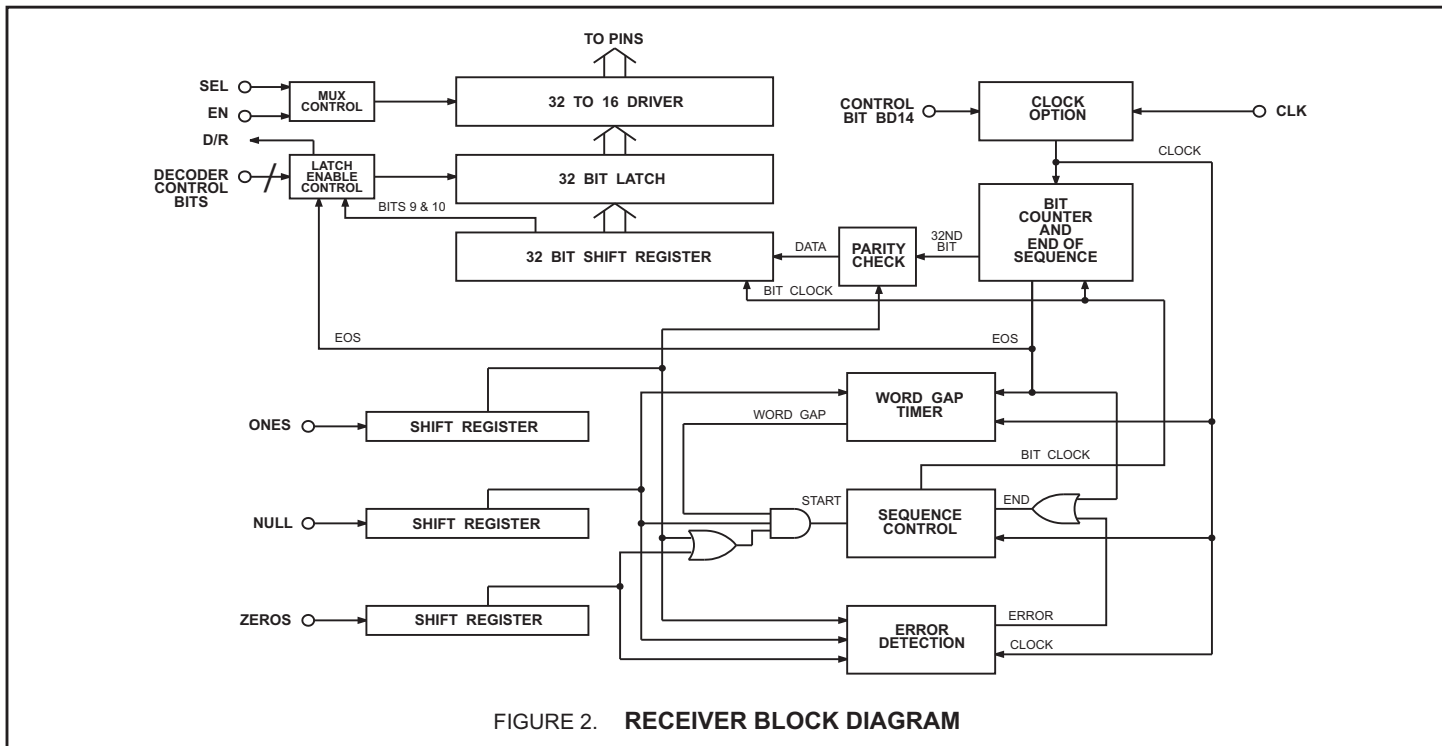 TO PINS
SEL
EN
MUX
CONTROL
32 TO 16 DRIVER
CONTROL
BIT BD14
CLOCK
OPTION
CLK
D/R
CLOCK
DECODER
CONTROL
BITS
LATCH
ENABLE
CONTROL
32 BIT LATCH
BITS 9 & 10
BIT
COUNTER
AND
END OF
SEQUENCE
32 BIT SHIFT REGISTER
DATA
PARITY
CHECK
32ND
BIT
BIT CLOCK
EOS
EOS
WORD GAP
TIMER
ONES
SHIFT REGISTER
WORD GAP
BIT CLOCK
NULL
SHIFT REGISTER
START
SEQUENCE
CONTROL
END
ZEROS
SHIFT REGISTER
ERROR
DETECTION
ERROR
CLOCK
FIGURE 2. RECEIVER BLOCK DIAGRAM